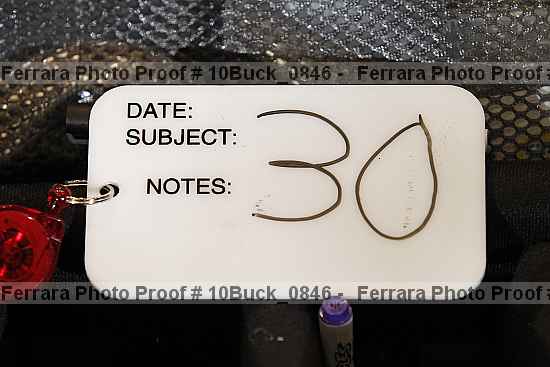 Ferrara Photo Proof # 10Buck_0846 - Ferrara Photo Proof #
DATE:
SUBJECT:
30
NOTES:
Ferrara Photo Proof # 10Buck_0846 - Ferrara Photo Proof #